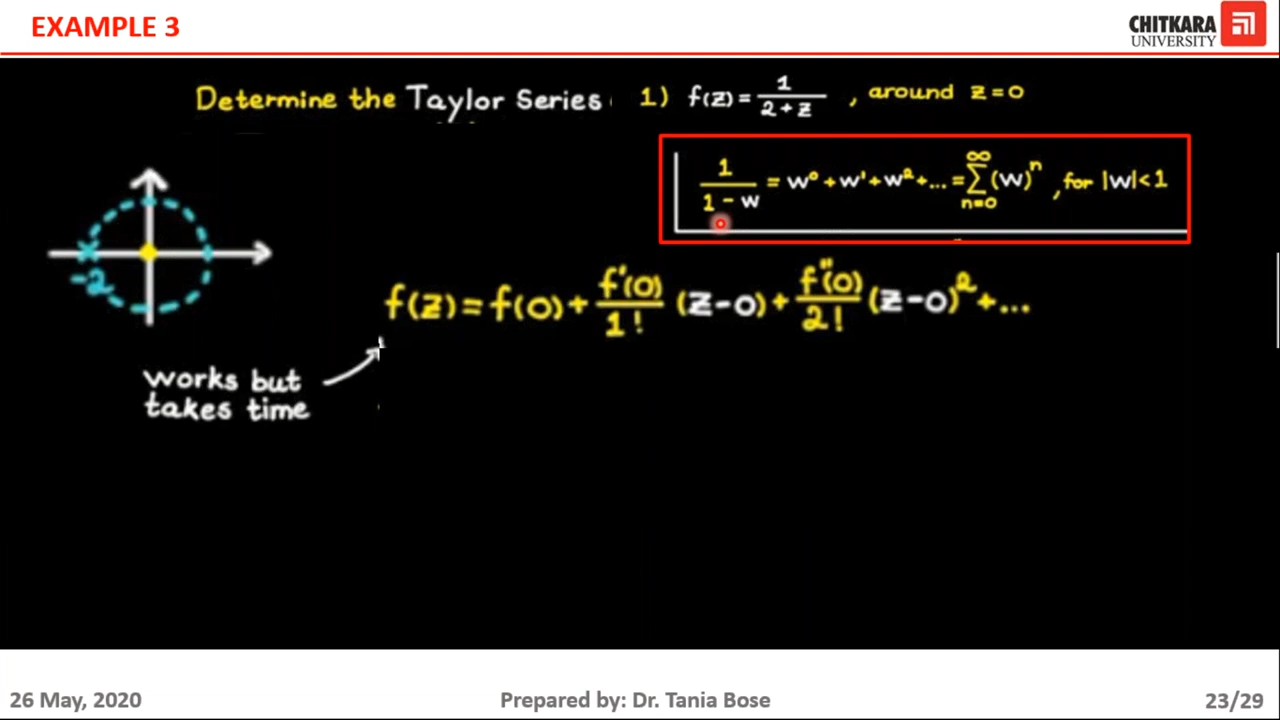 EXAMPLE 3
CHITKARA
UNIVERSITY
Determine the Taylor Series 1) f(z) = 1/(2+z) , around z=0
1/(1-w) = w⁰ + w¹ + w² + ... = ∑_{n=0}^{∞} (w)ⁿ , for |w|<1
-2
f(z) = f(0) + f'(0)/1! (z-0) + f"(0)/2! (z-0)² + ...
works but
takes time
26 May, 2020
Prepared by: Dr. Tania Bose
23/29